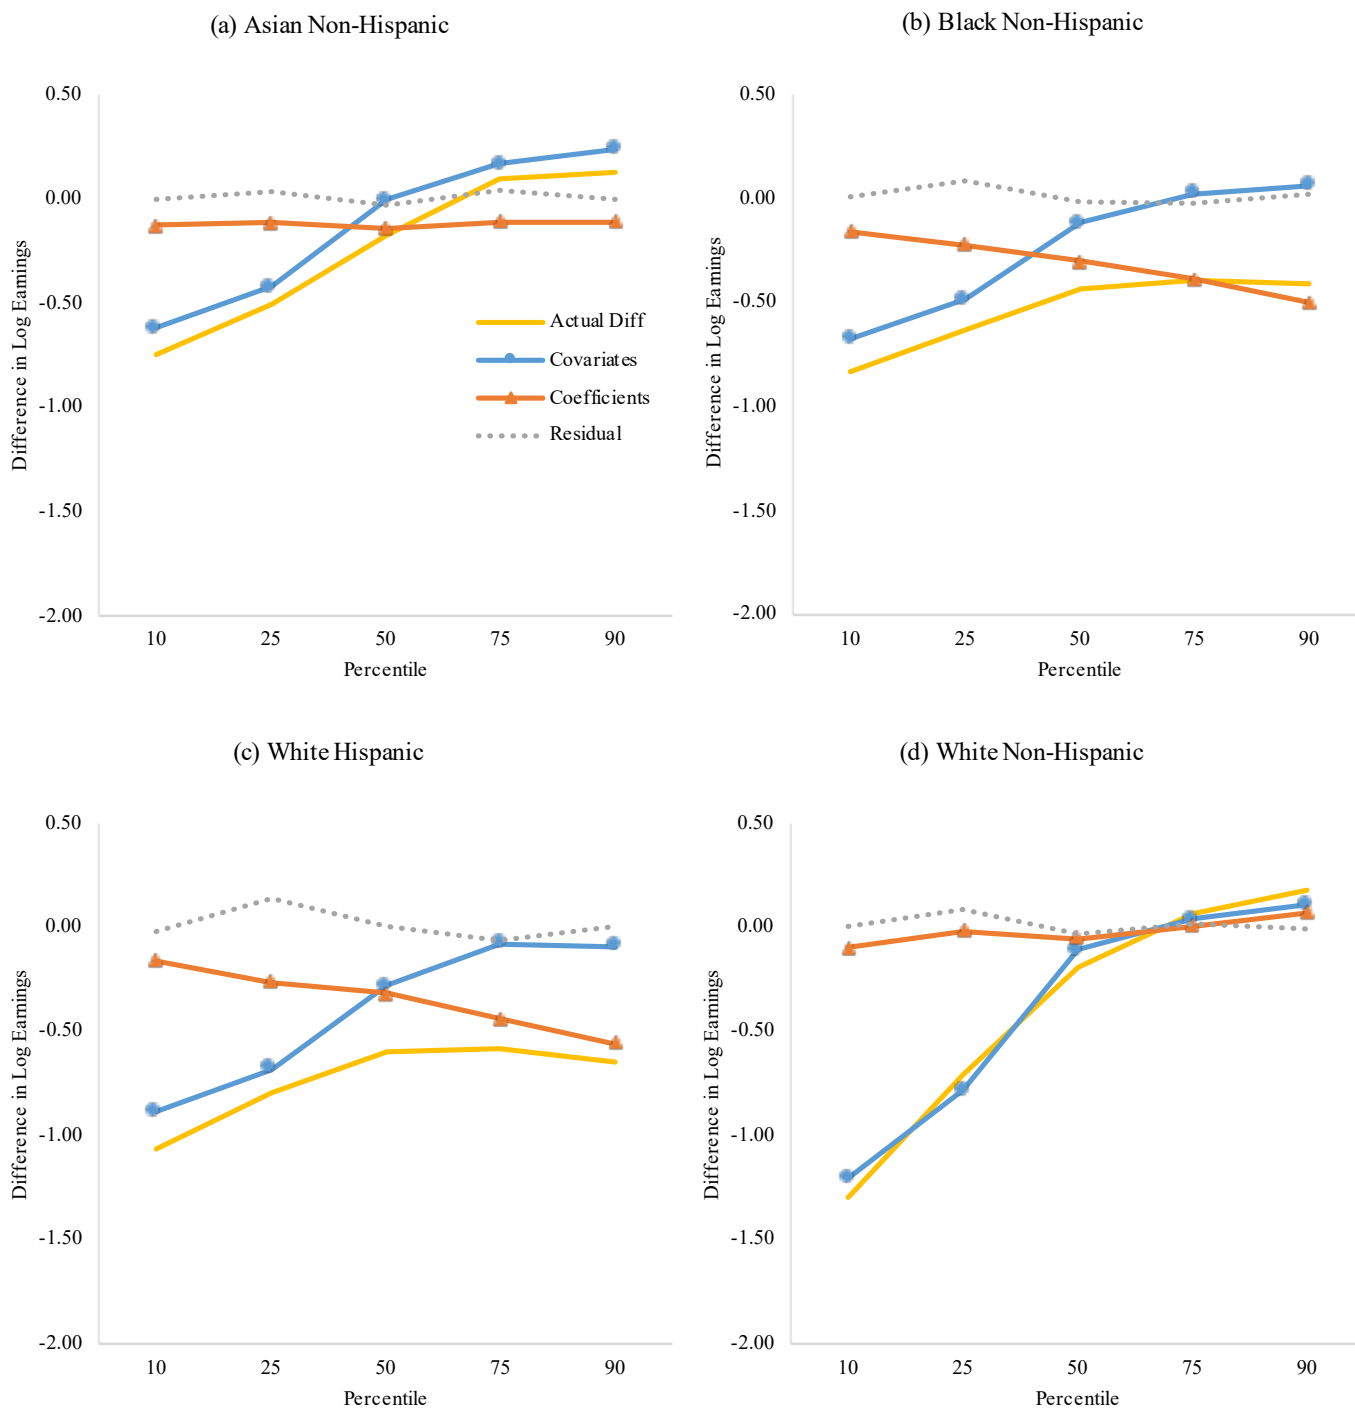 (a) Asian Non-Hispanic
0.50
0.00
-0.50
-1.00
-1.50
-2.00
Difference in Log Earnings
Actual Diff
Covariates
Coefficients
Residual
10 25 50 75 90
Percentile
(b) Black Non-Hispanic
0.50
0.00
-0.50
-1.00
-1.50
-2.00
Difference in Log Earnings
10 25 50 75 90
Percentile
(c) White Hispanic
0.50
0.00
-0.50
-1.00
-1.50
-2.00
Difference in Log Earnings
10 25 50 75 90
Percentile
(d) White Non-Hispanic
0.50
0.00
-0.50
-1.00
-1.50
-2.00
Difference in Log Earnings
10 25 50 75 90
Percentile